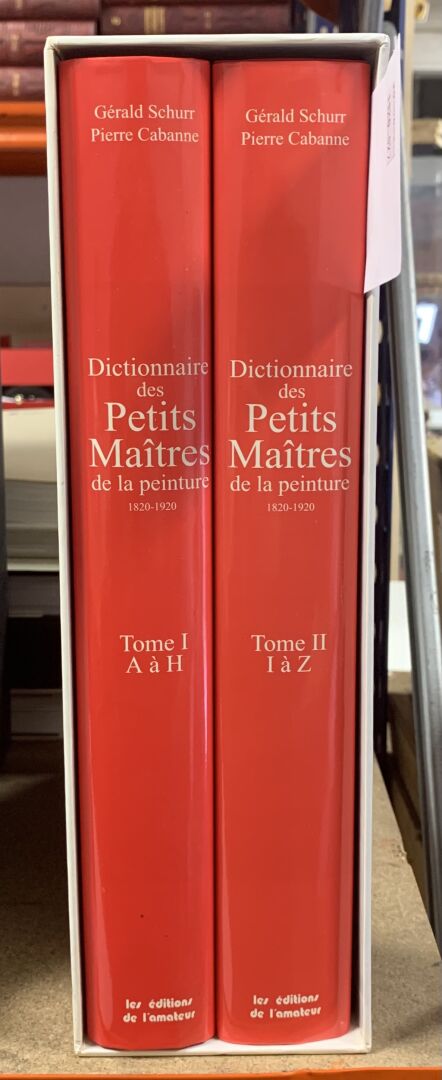 Gérald Schurr
Pierre Cabanne
Dictionnaire
des
Petits
Maîtres
de la peinture
1820-1920
Tome I
A à H
les éditions
de l'amateur
Gérald Schurr
Pierre Cabanne
Dictionnaire
des
Petits
Maîtres
de la peinture
1820-1920
Tome II
I à Z
les éditions
de l'amateur